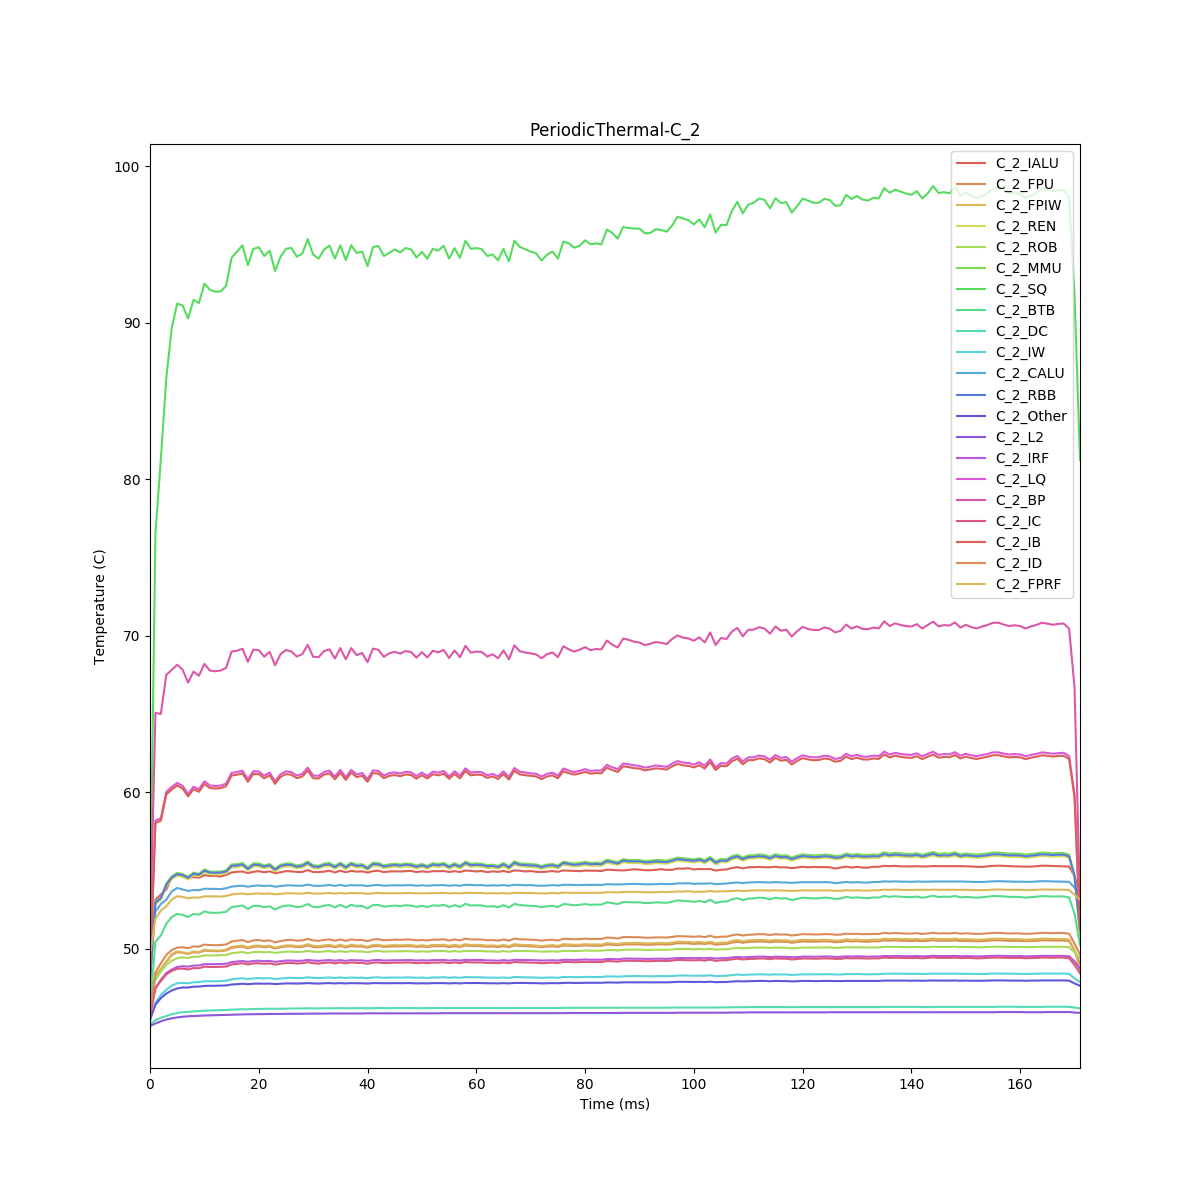 PeriodicThermal-C_2
100
90
80
70
60
50
Temperature (C)
0 20 40 60 80 100 120 140 160
Time (ms)
C_2_IALU
C_2_FPU
C_2_FPIW
C_2_REN
C_2_ROB
C_2_MMU
C_2_SQ
C_2_BTB
C_2_DC
C_2_IW
C_2_CALU
C_2_RBB
C_2_Other
C_2_L2
C_2_IRF
C_2_LQ
C_2_BP
C_2_IC
C_2_IB
C_2_ID
C_2_FPRF